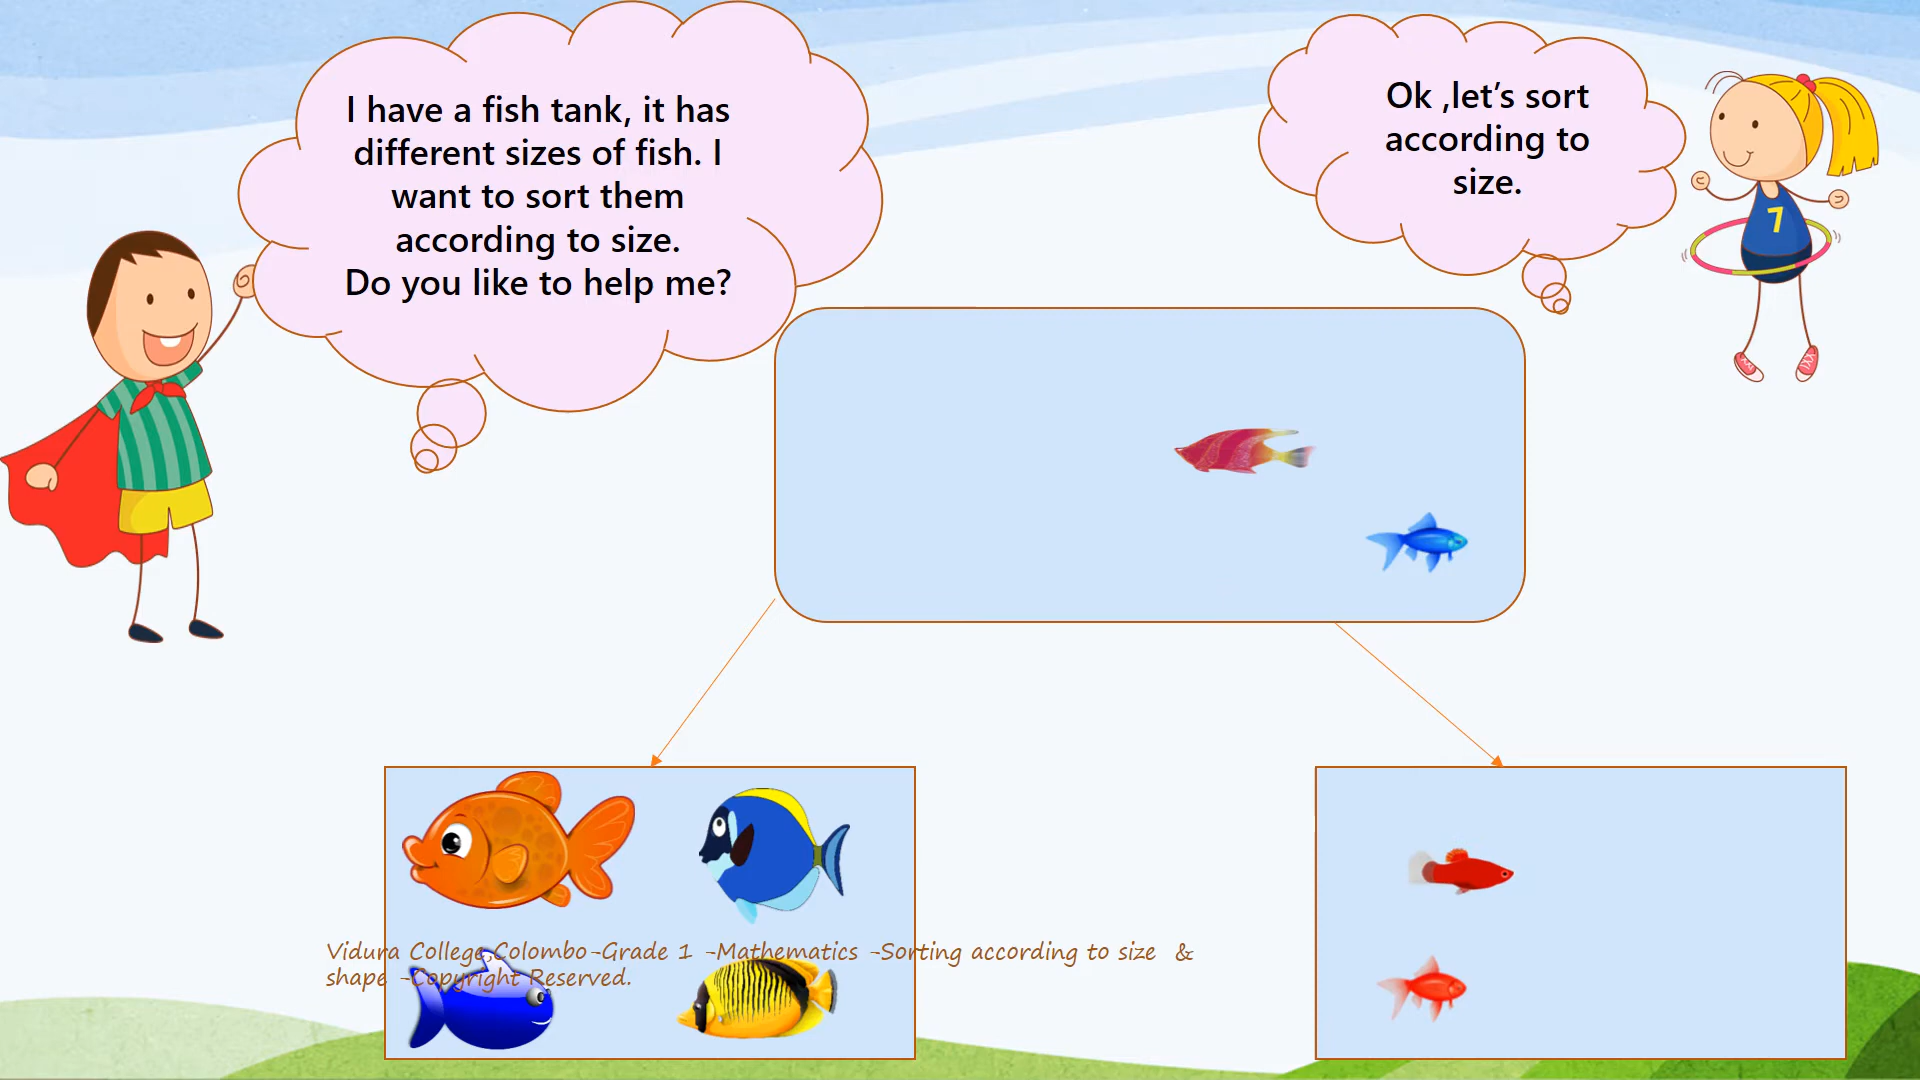 I have a fish tank, it has
different sizes of fish. I
want to sort them
according to size.
Do you like to help me?
Ok ,let’s sort
according to
size.
7
Vidura College,Colombo-Grade 1 -Mathematics -Sorting according to size & 
shape -Copyright Reserved.